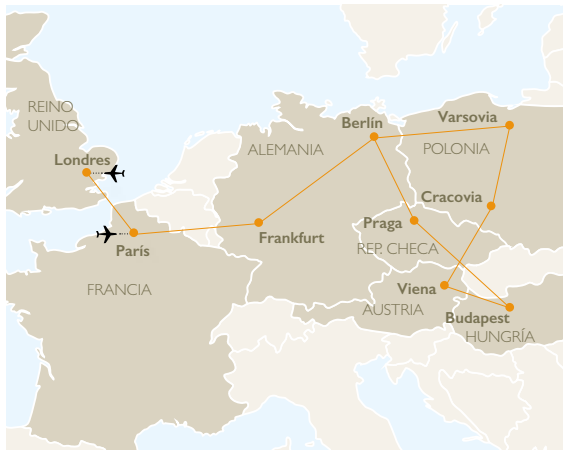 REINO
UNIDO
Londres
París
FRANCIA
ALEMANIA
Berlín
Frankfurt
Varsovia
POLONIA
Cracovia
Praga
REP. CHECA
Viena
AUSTRIA
Budapest
HUNGRÍA